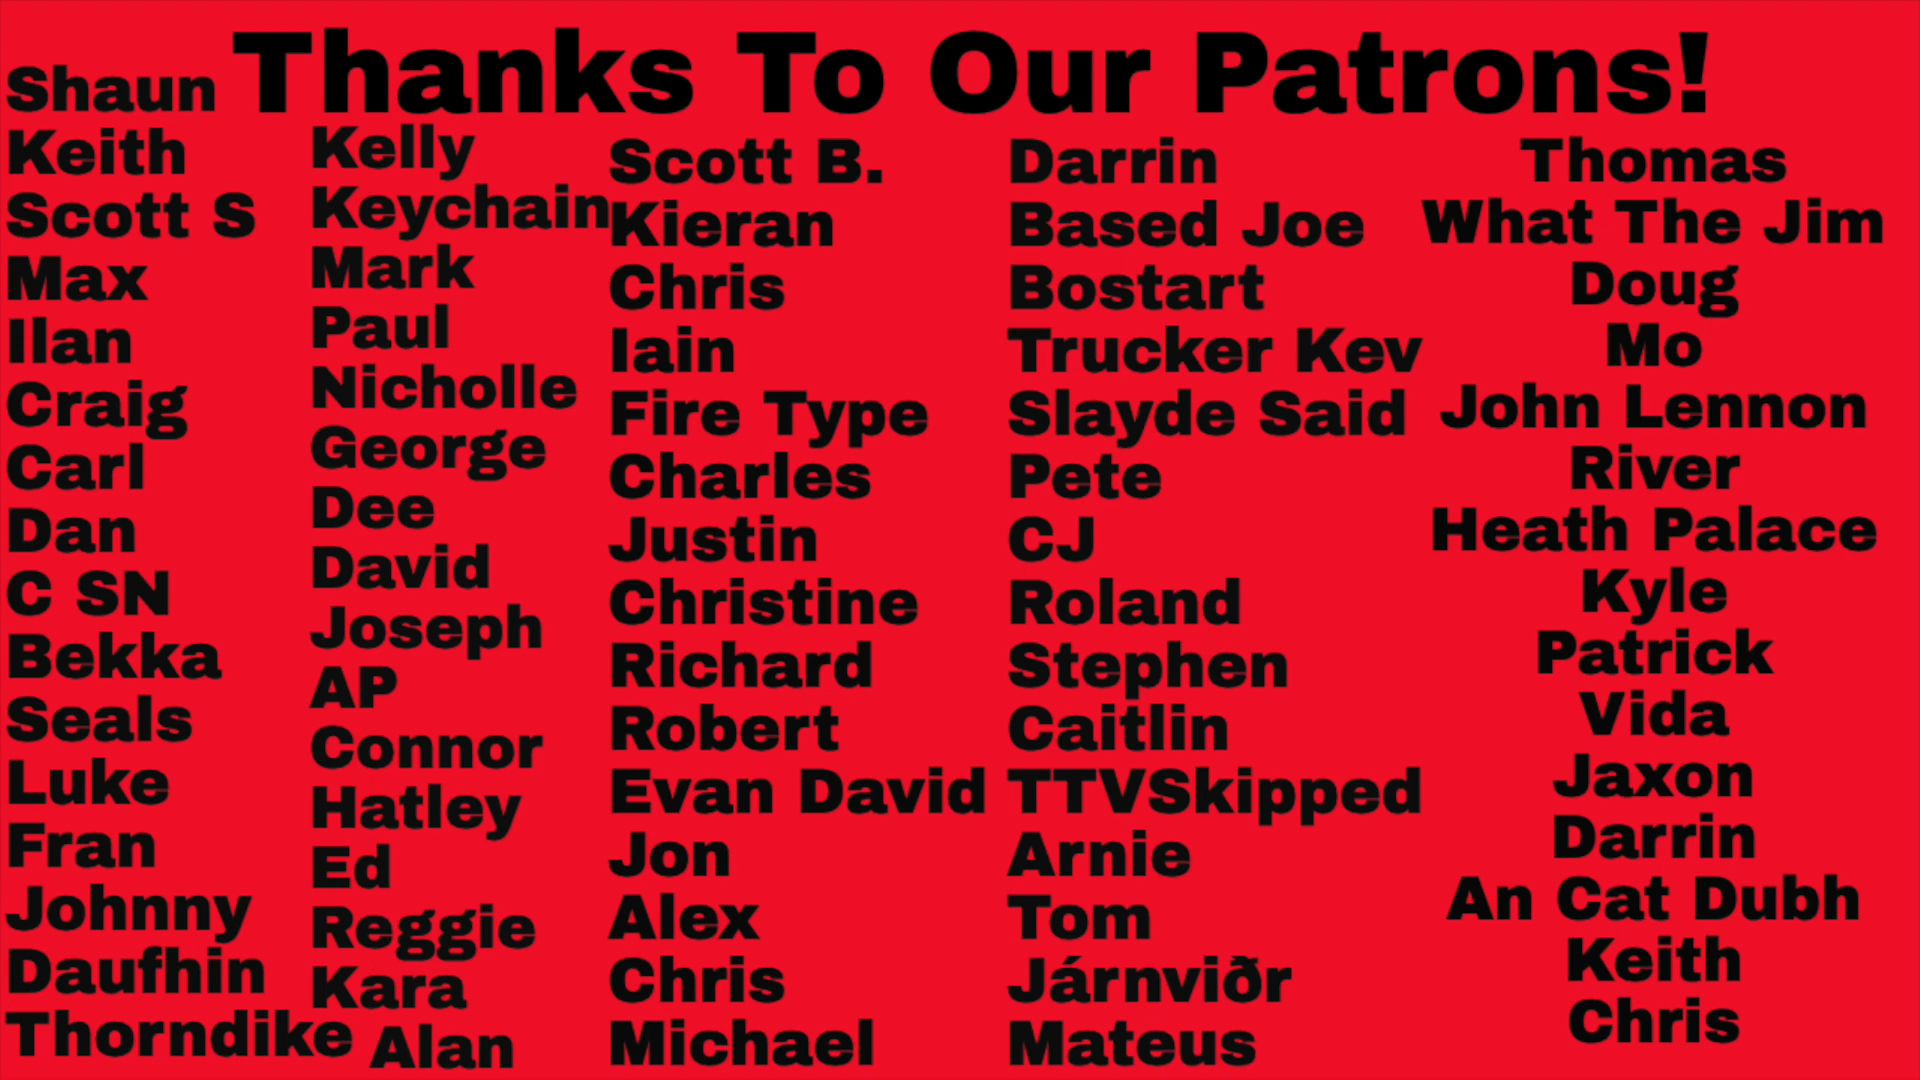 Thanks To Our Patrons!
Shaun
Keith
Scott S
Max
Ilan
Craig
Carl
Dan
C SN
Bekka
Seals
Luke
Fran
Johnny
Daufhin
Thorndike
Kelly
Keychain
Mark
Paul
Nicholle
George
Dee
David
Joseph
AP
Connor
Hatley
Ed
Reggie
Kara
Alan
Scott B.
Kieran
Chris
Iain
Fire Type
Charles
Justin
Christine
Richard
Robert
Evan David
Jon
Alex
Chris
Michael
Darrin
Based Joe
Bostart
Trucker Kev
Slayde Said
Pete
CJ
Roland
Stephen
Caitlin
TTVSkipped
Arnie
Tom
Járnviðr
Mateus
Thomas
What The Jim
Doug
Mo
John Lennon
River
Heath Palace
Kyle
Patrick
Vida
Jaxon
Darrin
An Cat Dubh
Keith
Chris